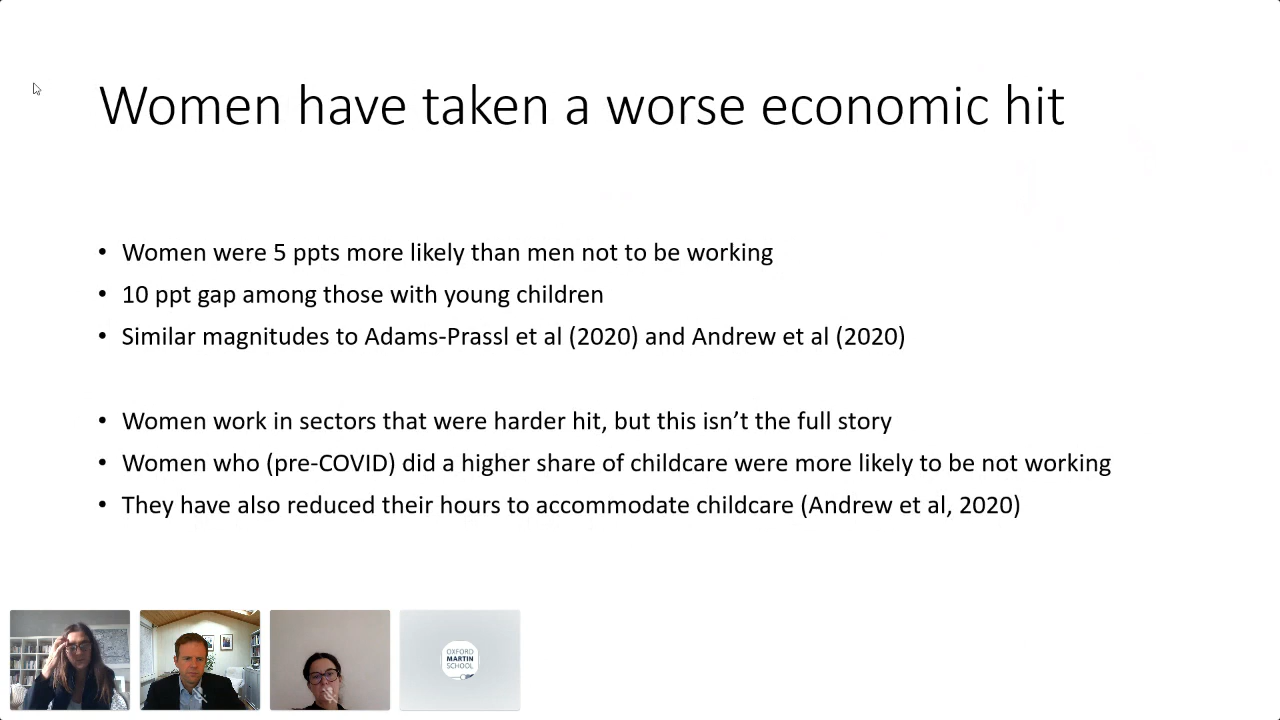 Women have taken a worse economic hit
• Women were 5 ppts more likely than men not to be working
• 10 ppt gap among those with young children
• Similar magnitudes to Adams-Prassl et al (2020) and Andrew et al (2020)
• Women work in sectors that were harder hit, but this isn’t the full story
• Women who (pre-COVID) did a higher share of childcare were more likely to be not working
• They have also reduced their hours to accommodate childcare (Andrew et al, 2020)
OXFORD
MARTIN
SCHOOL